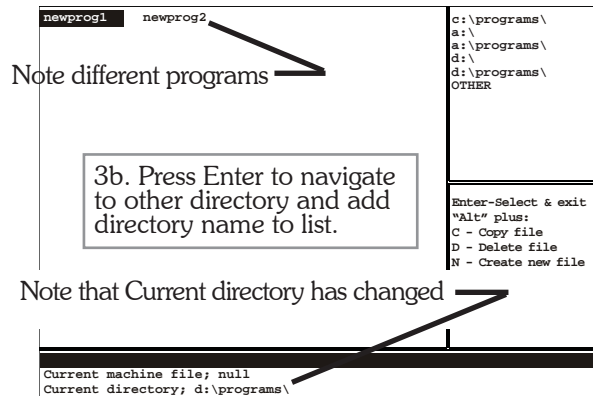 newprog1 newprog2
Note different programs
3b. Press Enter to navigate
to other directory and add
directory name to list.
Note that Current directory has changed
c:\programs\
a:\
a:\programs\
d:\
d:\programs\
OTHER
Enter-Select & exit
“Alt” plus:
C - Copy file
D - Delete file
N - Create new file
Current machine file; null
Current directory; d:\programs\